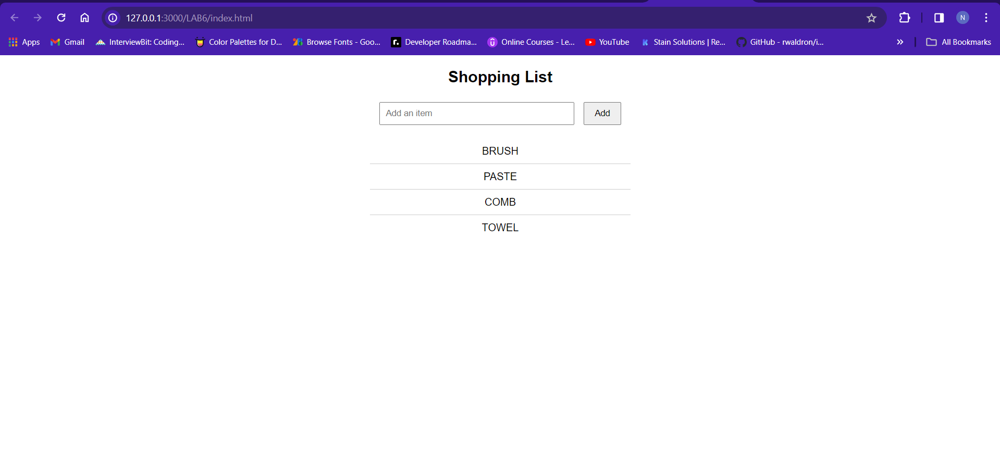 127.0.0.1:3000/LAB6/index.html
N
Apps Gmail InterviewBit: Coding... Color Palettes for D... Browse Fonts - Goo... r. Developer Roadma... Online Courses - Le... YouTube K Stain Solutions | Re... GitHub - rwaldron/i... All Bookmarks
Shopping List
Add an item Add
BRUSH
PASTE
COMB
TOWEL